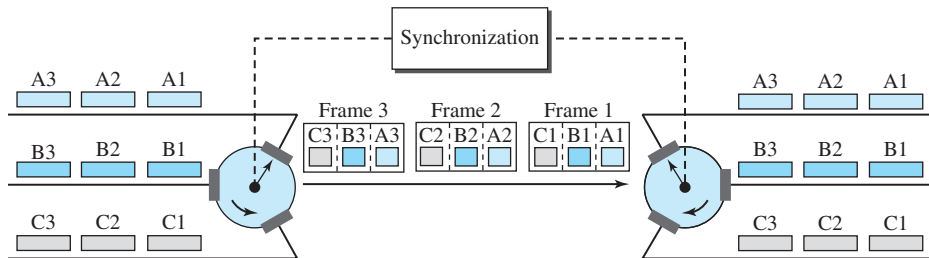 Synchronization
A3 A2 A1
Frame 3 Frame 2 Frame 1
A3 A2 A1
C3 B3 A3 C2 B2 A2 C1 B1 A1
B3 B2 B1
B3 B2 B1
C3 C2 C1
C3 C2 C1